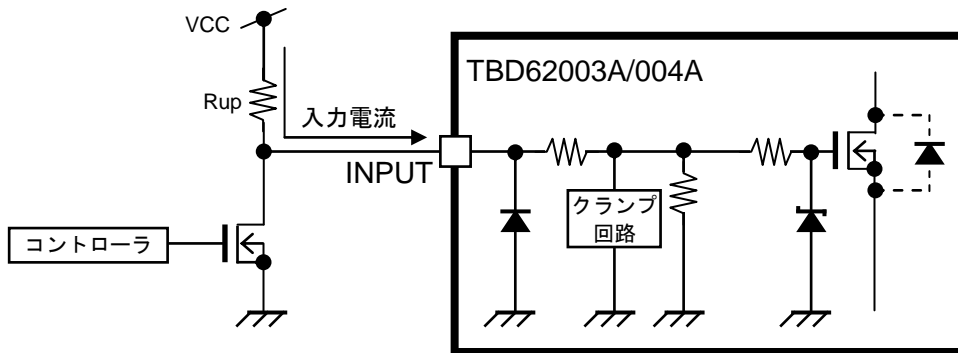 VCC
TBD62003A/004A
Rup
入力電流
INPUT
クランプ
回路
コントローラ